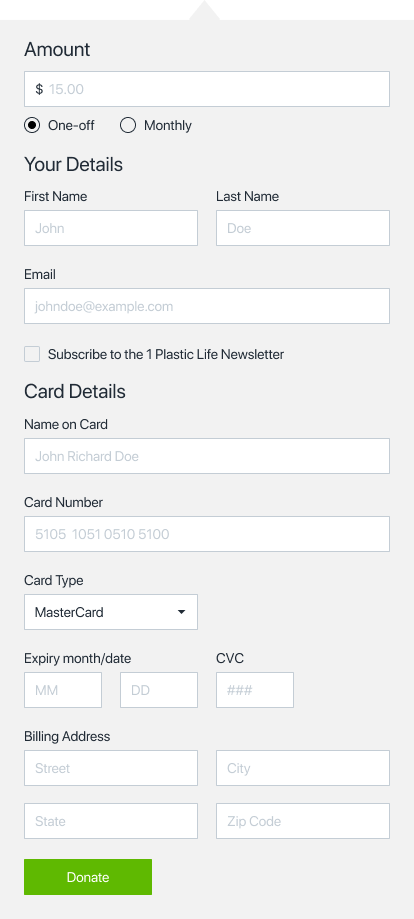 Amount
$ 15.00
One-off Monthly
Your Details
First Name Last Name
John Doe
Email
johndoe@example.com
Subscribe to the 1 Plastic Life Newsletter
Card Details
Name on Card
John Richard Doe
Card Number
5105 1051 0510 5100
Card Type
MasterCard
Expiry month/date CVC
MM DD ###
Billing Address
Street City
State Zip Code
Donate